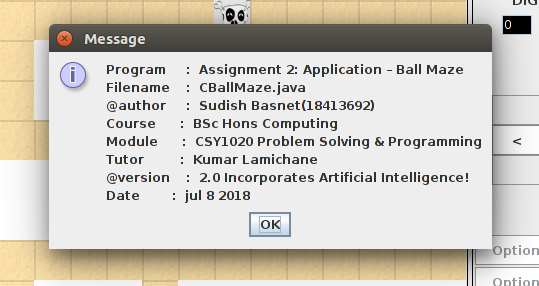 DIG
Message
0
Program : Assignment 2: Application – Ball Maze
Filename : CBallMaze.java
@author : Sudish Basnet(18413692)
Course : BSc Hons Computing
Module : CSY1020 Problem Solving & Programming
Tutor : Kumar Lamichane
@version : 2.0 Incorporates Artificial Intelligence!
Date : jul 8 2018
<
OK
Option
Option